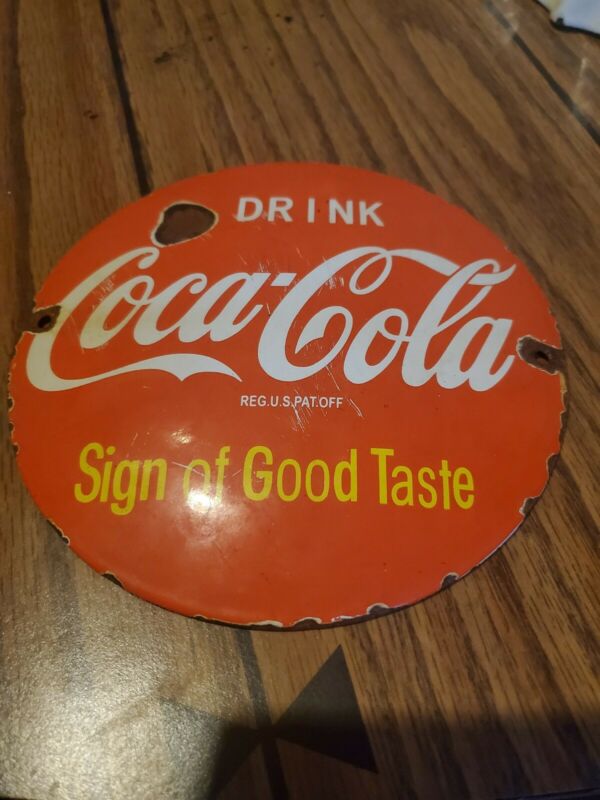 DRINK
Coca-Cola
REG.U.S.PAT.OFF
Sign of Good Taste